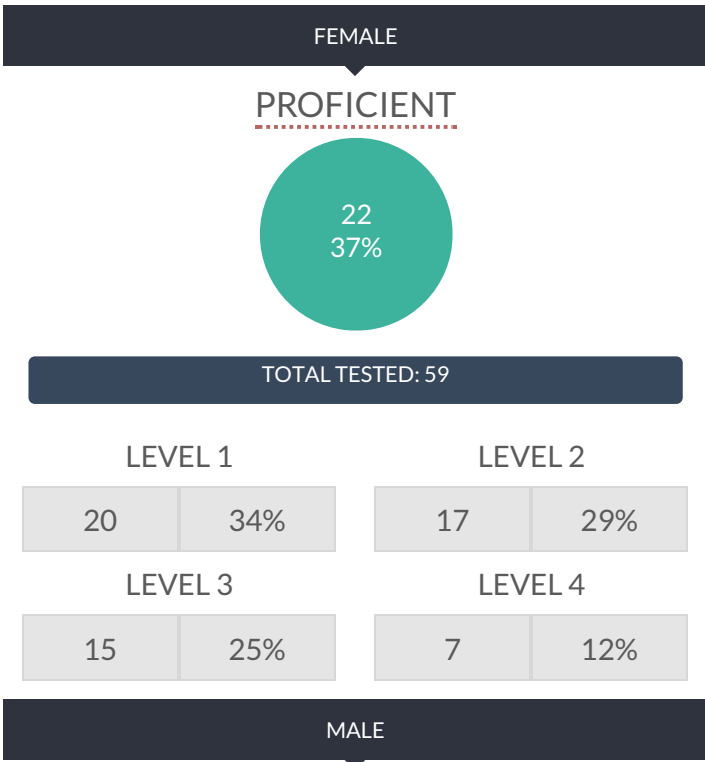 FEMALE
PROFICIENT
22
37%
TOTAL TESTED: 59
LEVEL 1 LEVEL 2
20 34% 17 29%
LEVEL 3 LEVEL 4
15 25% 7 12%
MALE